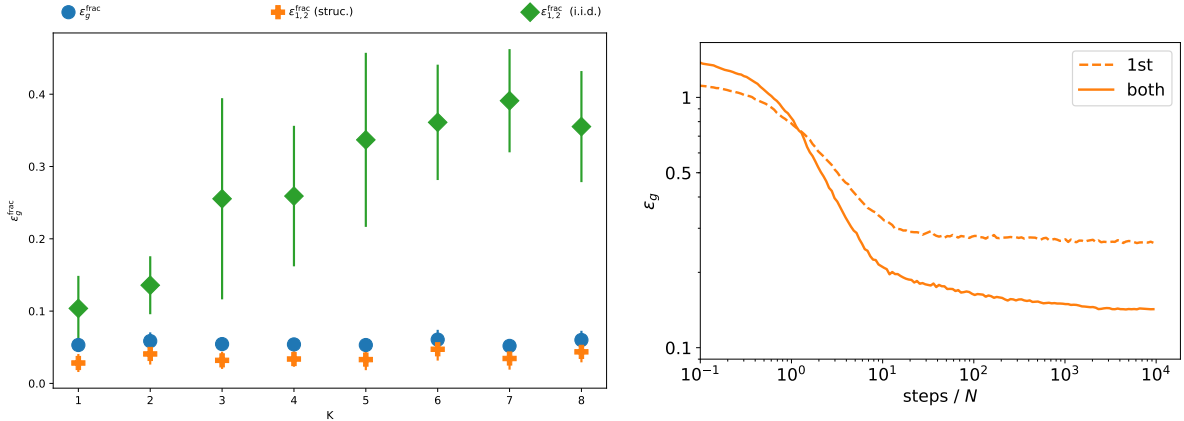 ε_g^frac
ε_{1,2}^frac (struc.)
ε_{1,2}^frac (i.i.d.)
ε_g^frac
0.4
0.3
0.2
0.1
0.0
1 2 3 4 5 6 7 8
K
1st
both
ε_g
1
0.5
0.1
10^−1 10^0 10^1 10^2 10^3 10^4
steps / N